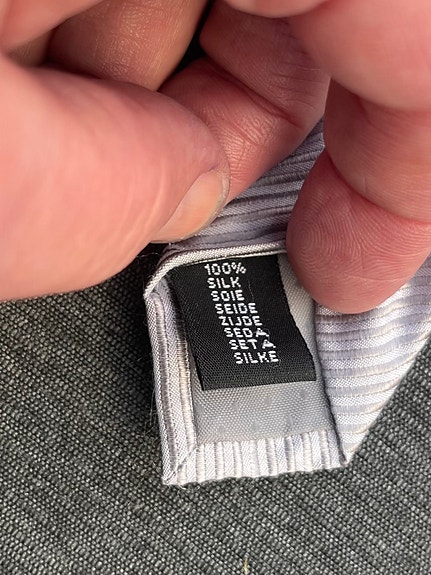 100%
SILK
SOIE
SEIDE
ZIJDE
SEDA
SETA
SILKE